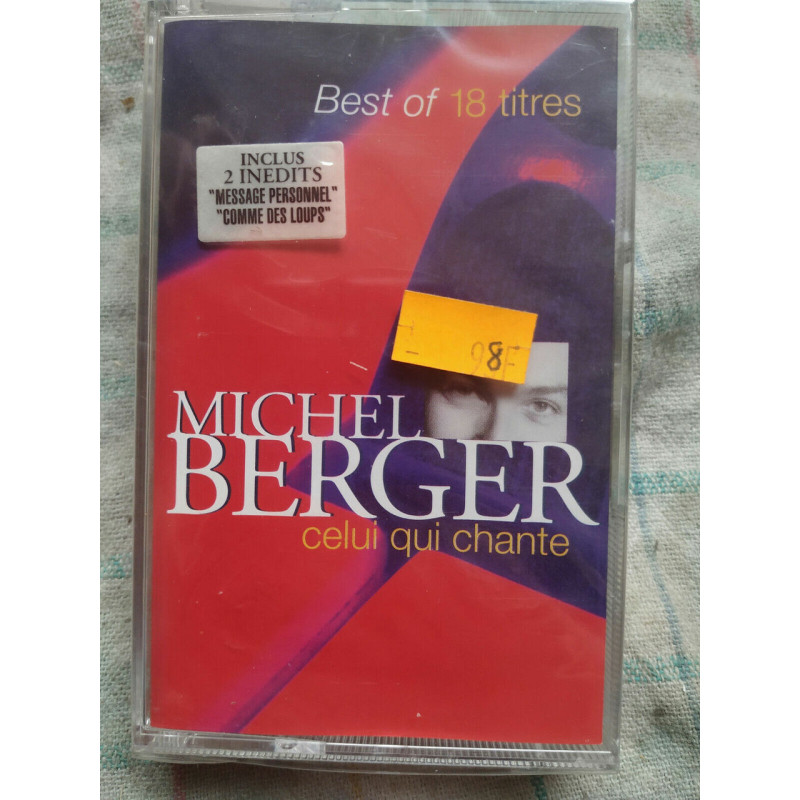 Best of 18 titres
INCLUS
2 INEDITS
"MESSAGE PERSONNEL"
"COMME DES LOUPS"
98F
MICHEL
BERGER
celui qui chante